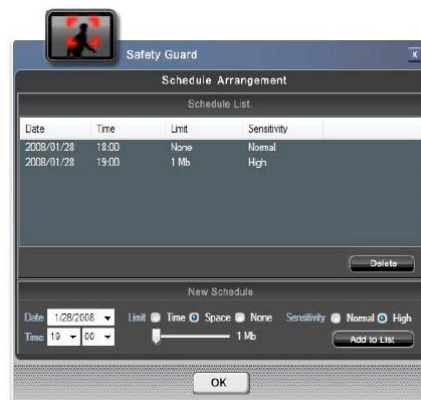 Safety Guard
X
Schedule Arrangement
Schedule List
Date Time Limit Sensitivity
2008/01/28 18:00 None Normal
2008/01/28 19:00 1 Mb High
Delete
New Schedule
Date 1/28/2008 Limit Time Space None Sensitivity Normal High
Time 19 00 1 Mb Add to List
OK